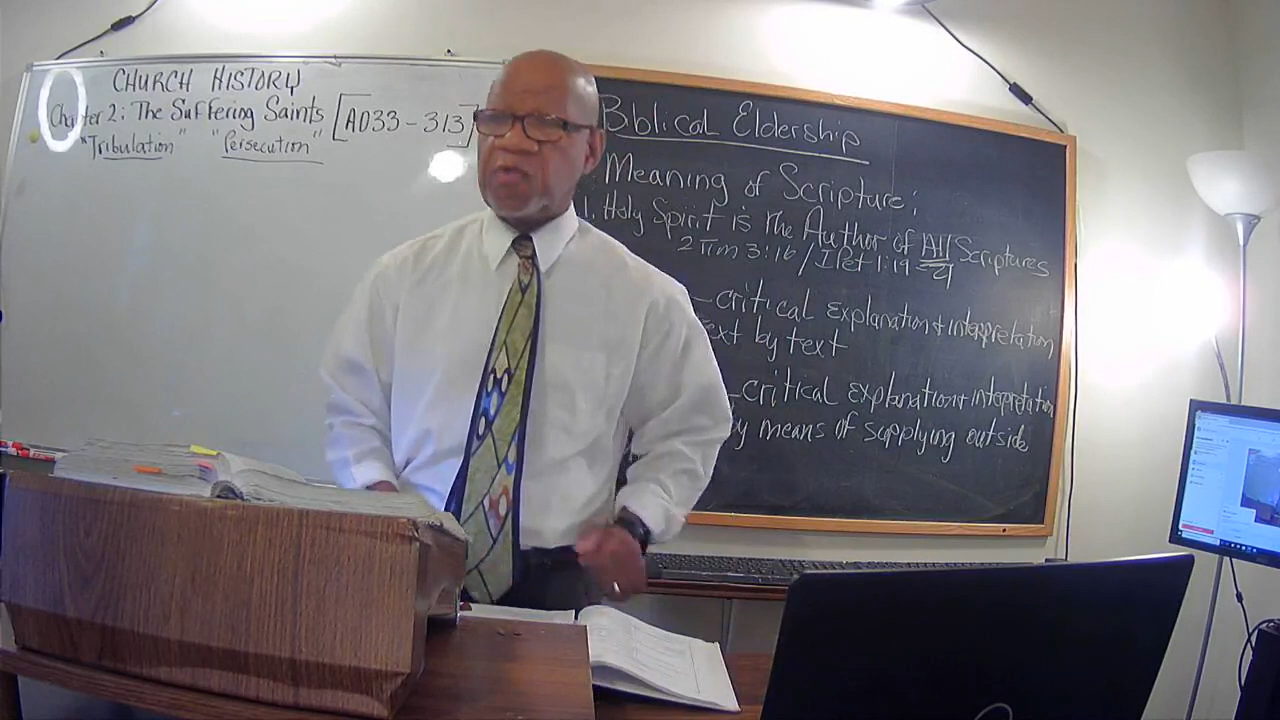 CHURCH HISTORY
Chapter 2: The Suffering Saints [AD33 - 313]
"Tribulation" "Persecution"
Biblical Eldership
Meaning of Scripture:
1. Holy Spirit is the Author of All Scriptures
2 Tim 3:16 / I Pet 1:19-21
critical explanation & interpretation
text by text
critical explanation & interpretation
by means of supplying outside